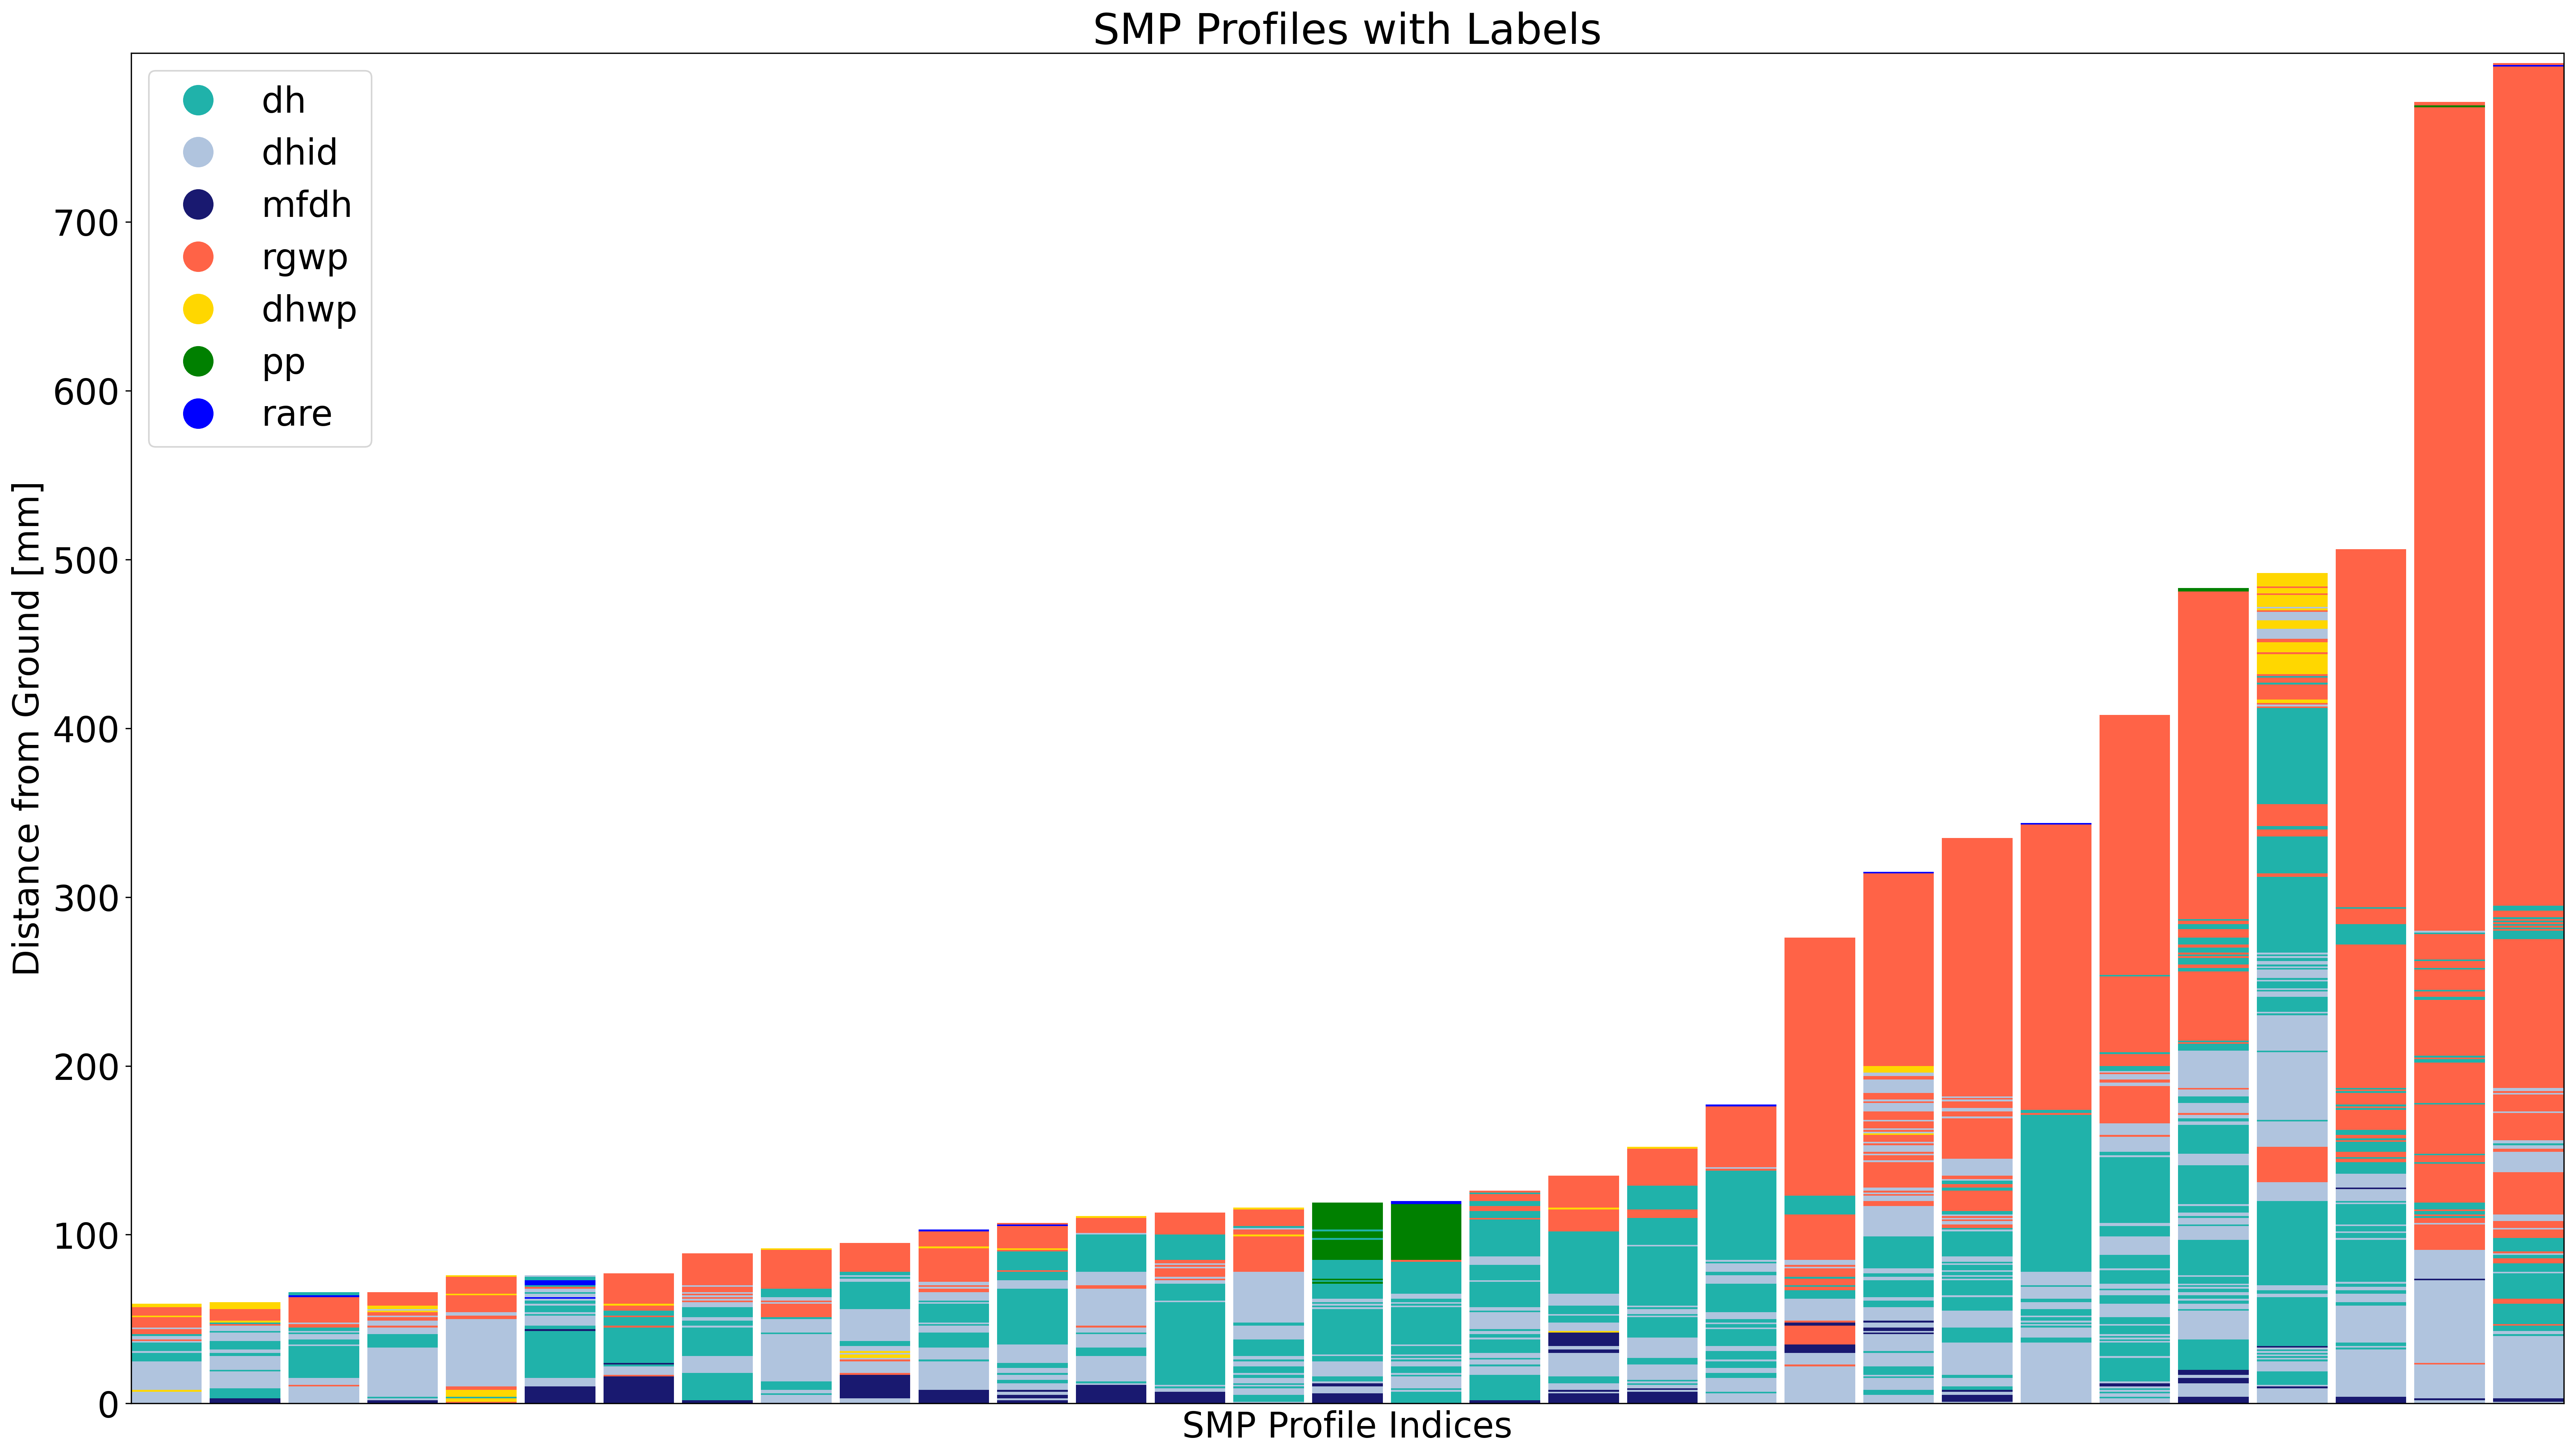 SMP Profiles with Labels
dh
dhid
mfdh
rgwp
dhwp
pp
rare
Distance from Ground [mm]
700
600
500
400
300
200
100
0
SMP Profile Indices